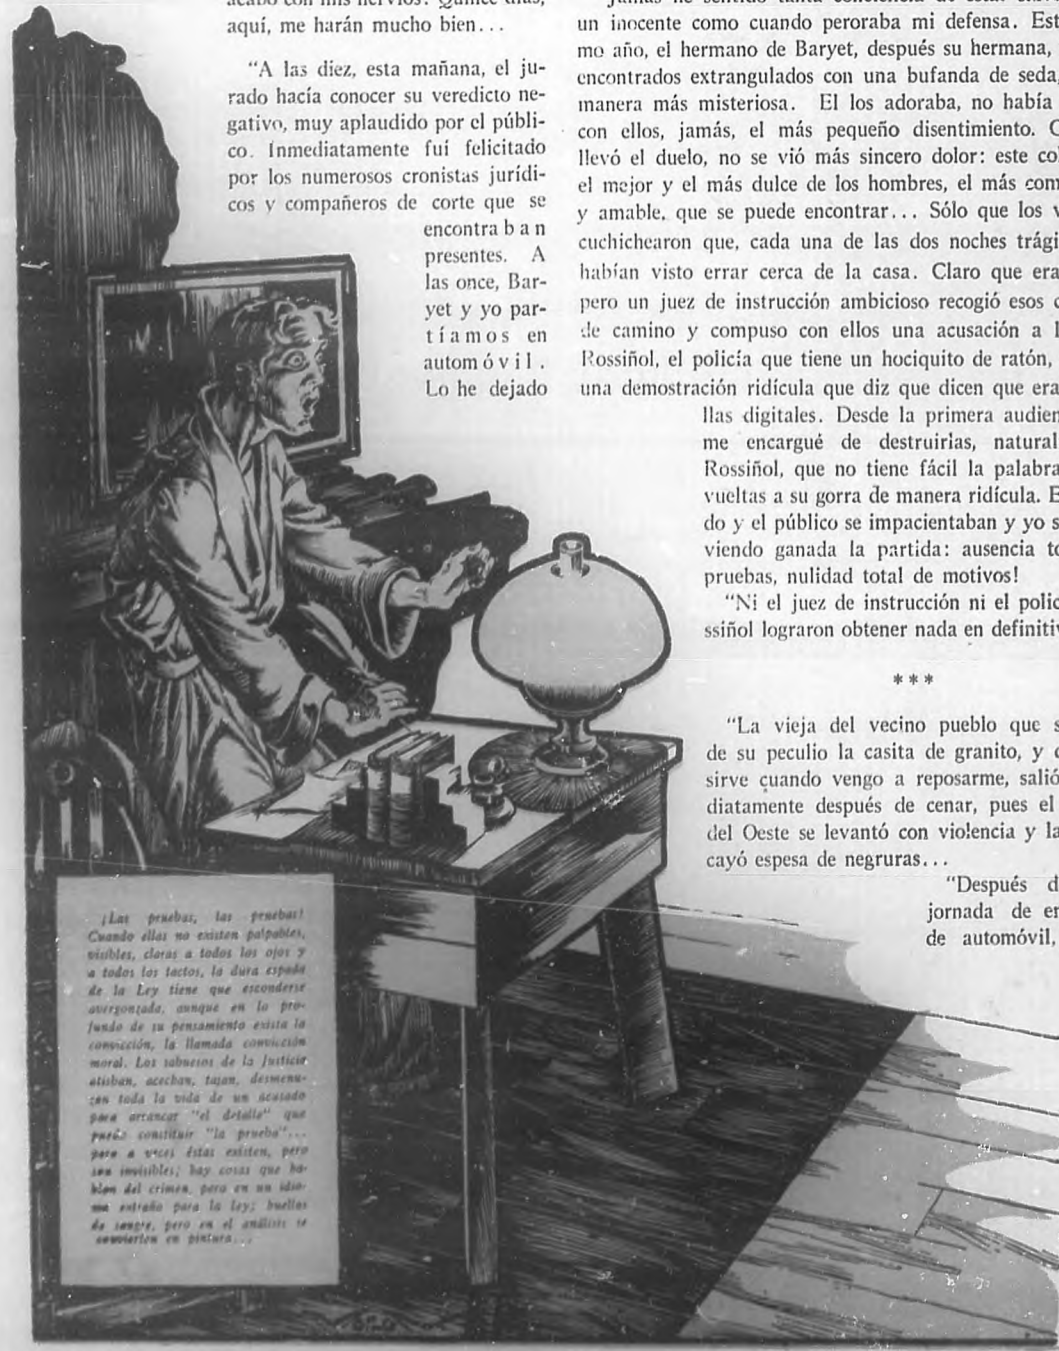 aquí, me harán mucho bien...
"A las diez, esta mañana, el ju-
rado hacía conocer su veredicto ne-
gativo, muy aplaudido por el públi-
co. Inmediatamente fuí felicitado
por los numerosos cronistas jurídi-
cos y compañeros de corte que se
encontra b a n
presentes. A
las once, Bar-
yet y yo par-
t í a m o s en
autom ó v i l .
Lo he dejado
un inocente como cuando peroraba mi defensa. Est
mo año, el hermano de Baryet, después su hermana,
encontrados extrangulados con una bufanda de seda,
manera más misteriosa. El los adoraba, no había
con ellos, jamás, el más pequeño disentimiento. C
llevó el duelo, no se vió más sincero dolor: este co
el mejor y el más dulce de los hombres, el más com
y amable, que se puede encontrar... Sólo que los v
cuchichearon que, cada una de las dos noches trági
habían visto errar cerca de la casa. Claro que era
pero un juez de instrucción ambicioso recogió esos c
de camino y compuso con ellos una acusación a l
Rossiñol, el policía que tiene un hociquito de ratón,
una demostración ridícula que diz que dicen que era
llas digitales. Desde la primera audien
me encargué de destruirlas, natural
Rossiñol, que no tiene fácil la palabra
vueltas a su gorra de manera ridícula. E
do y el público se impacientaban y yo s
viendo ganada la partida: ausencia to
pruebas, nulidad total de motivos!
"Ni el juez de instrucción ni el polic
ssiñol lograron obtener nada en definitiv
* * *
"La vieja del vecino pueblo que s
de su peculio la casita de granito, y
sirve cuando vengo a reposarme, salió
diatamente después de cenar, pues el
del Oeste se levantó con violencia y la
cayó espesa de negruras...
"Después d
jornada de er
de automóvil,
¡Las pruebas, las pruebas!
Cuando ellas no existen palpables,
visibles, claras a todos los ojos y
a todos los tactos, la dura espada
de la Ley tiene que esconderse
avergonzada, aunque en lo pro-
fundo de su pensamiento exista la
convicción, la llamada convicción
moral. Los sabuesos de la Justicia
atisban, acechan, tajan, desmenu-
zan toda la vida de un acusado
para arrancar "el detalle" que
puede constituir "la prueba"...
pero a veces éstas existen, pero
son invisibles; hay cosas que ha-
blan del crimen, pero en un idio-
ma extraño para la ley; huellas
de sangre, pero en el análisis se
convierten en pintura...